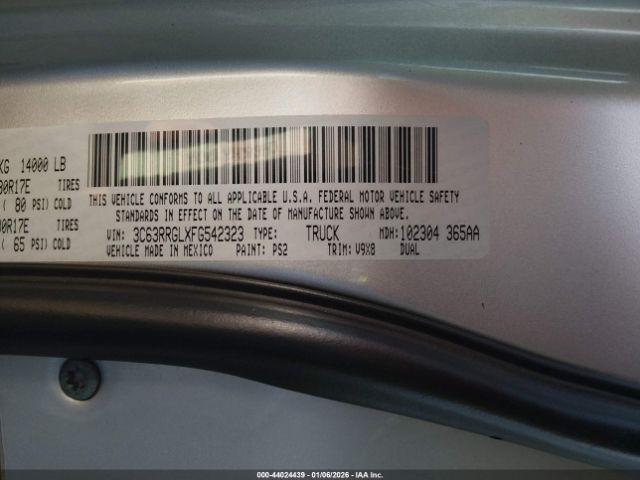 KG 14000 LB
80R17E TIRES
( 80 PSI) COLD
80R17E TIRES
( 65 PSI) COLD
THIS VEHICLE CONFORMS TO ALL APPLICABLE U.S.A. FEDERAL MOTOR VEHICLE SAFETY
STANDARDS IN EFFECT ON THE DATE OF MANUFACTURE SHOWN ABOVE.
VIN: 3C63RRGLXFG542323 TYPE: TRUCK MDH: 102304 365AA
VEHICLE MADE IN MEXICO PAINT: PS2 TRIM: V9X8 DUAL
000-44024439 - 01/06/2026 - IAA Inc.